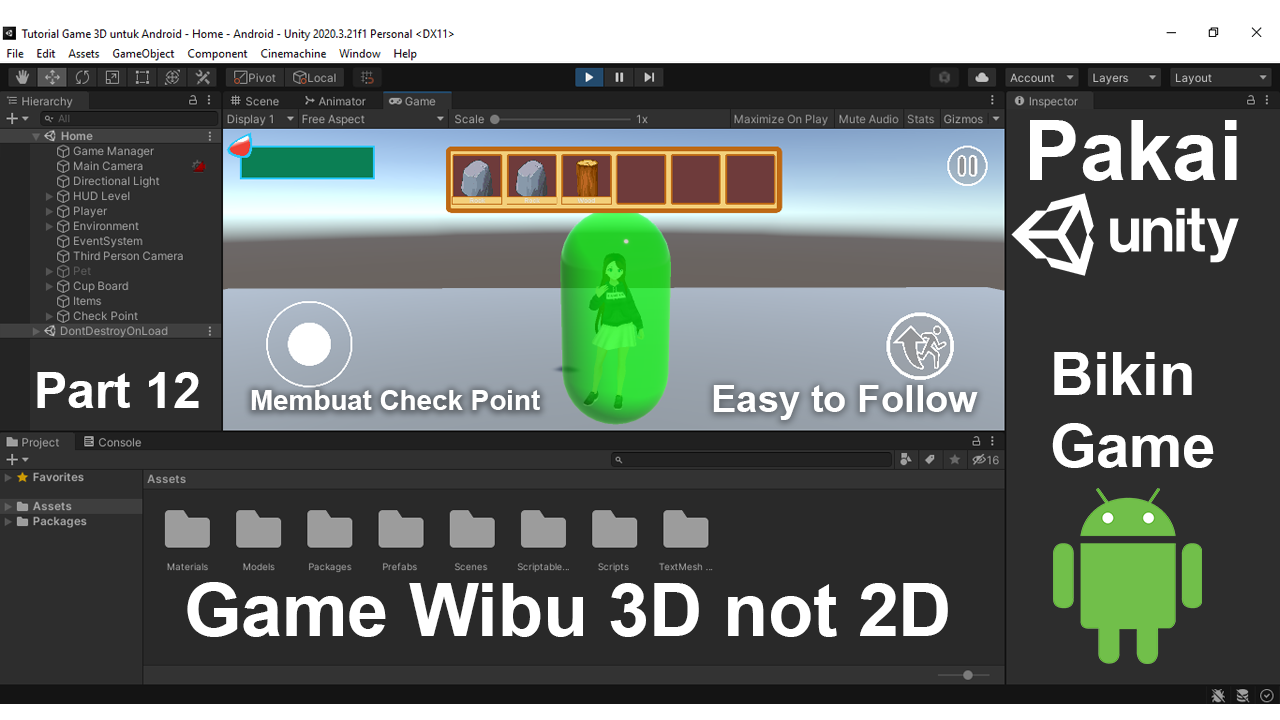 Tutorial Game 3D untuk Android - Home - Android - Unity 2020.3.21f1 Personal <DX11>
File Edit Assets GameObject Component Cinemachine Window Help
Pivot Local Account Layers Layout
Hierarchy
All
Home
Game Manager
Main Camera
Directional Light
HUD Level
Player
Environment
EventSystem
Third Person Camera
Pet
Cup Board
Items
Check Point
DontDestroyOnLoad
Part 12
Scene Animator Game
Display 1 Free Aspect Scale 1x Maximize On Play Mute Audio Stats Gizmos
Membuat Check Point
Easy to Follow
Inspector
Pakai
unity
Bikin
Game
Project Console
16
Favorites
Assets
Packages
Assets
Materials Models Packages Prefabs Scenes Scriptable... Scripts TextMesh ...
Game Wibu 3D not 2D